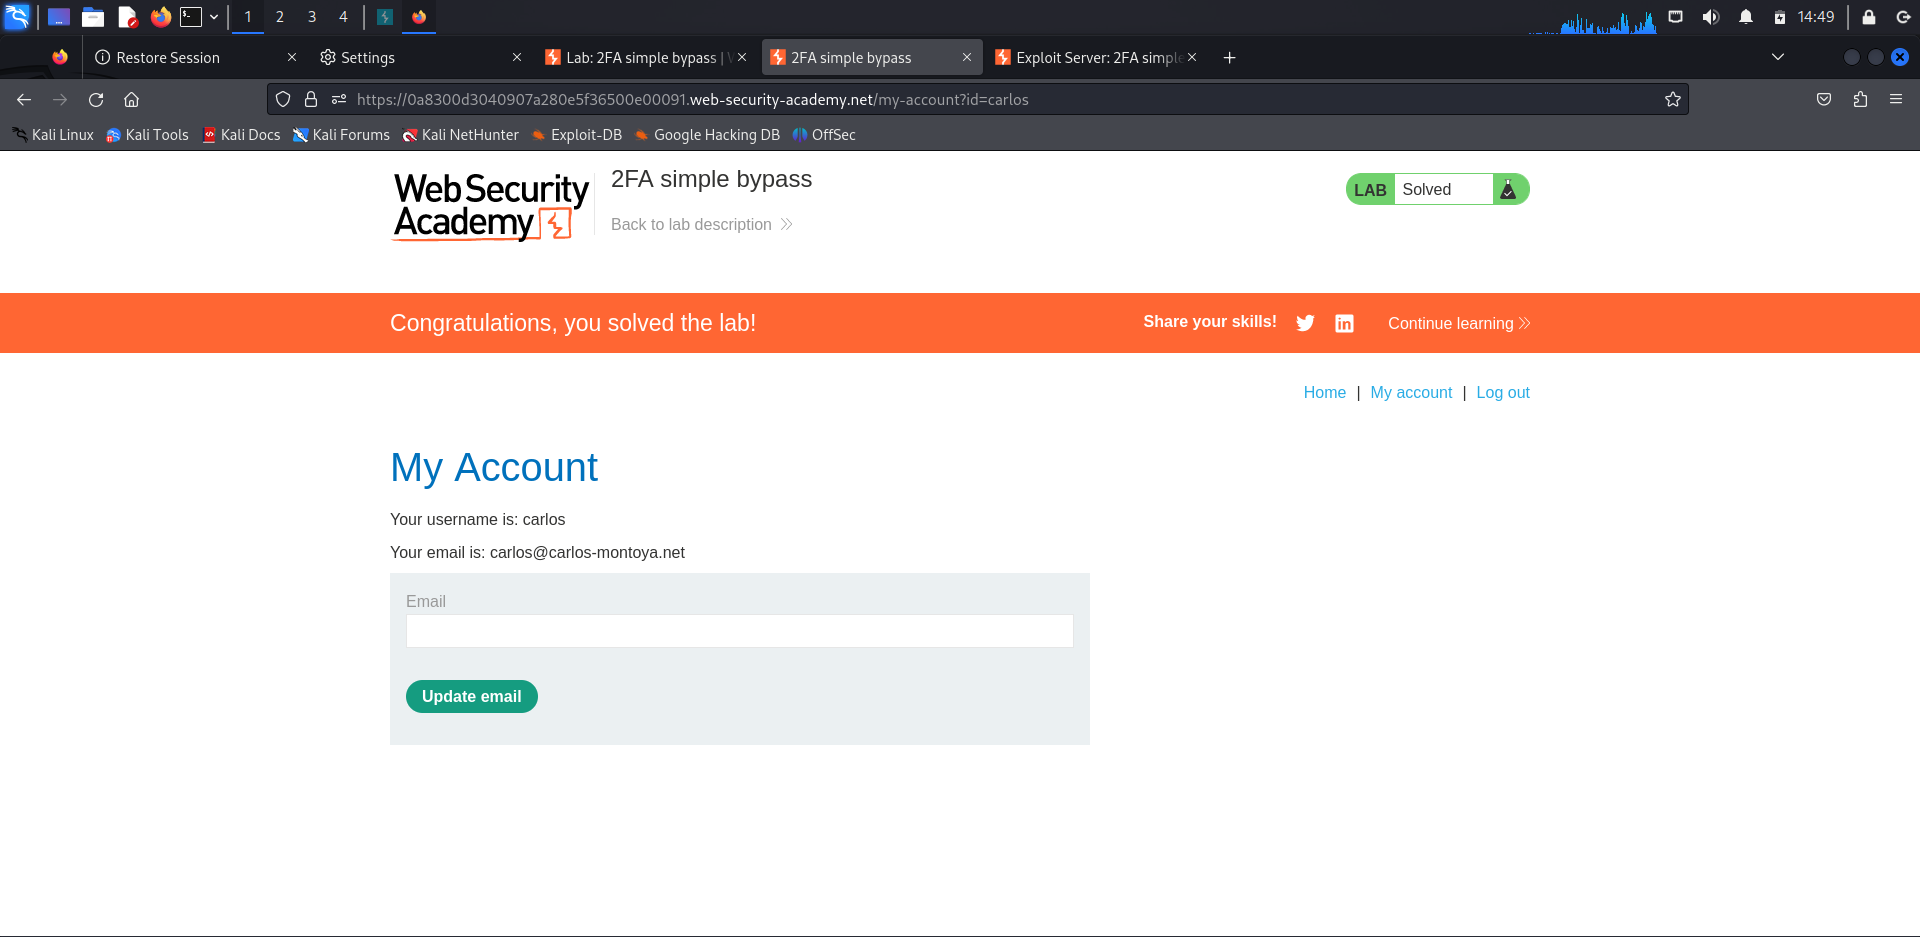 1 2 3 4 14:49
Restore Session Settings Lab: 2FA simple bypass | 2FA simple bypass Exploit Server: 2FA simple
https://0a8300d3040907a280e5f36500e00091.web-security-academy.net/my-account?id=carlos
Kali Linux Kali Tools Kali Docs Kali Forums Kali NetHunter Exploit-DB Google Hacking DB OffSec
Web Security
Academy
2FA simple bypass
Back to lab description
LAB Solved
Congratulations, you solved the lab! Share your skills! Continue learning
Home | My account | Log out
My Account
Your username is: carlos
Your email is: carlos@carlos-montoya.net
Email
Update email